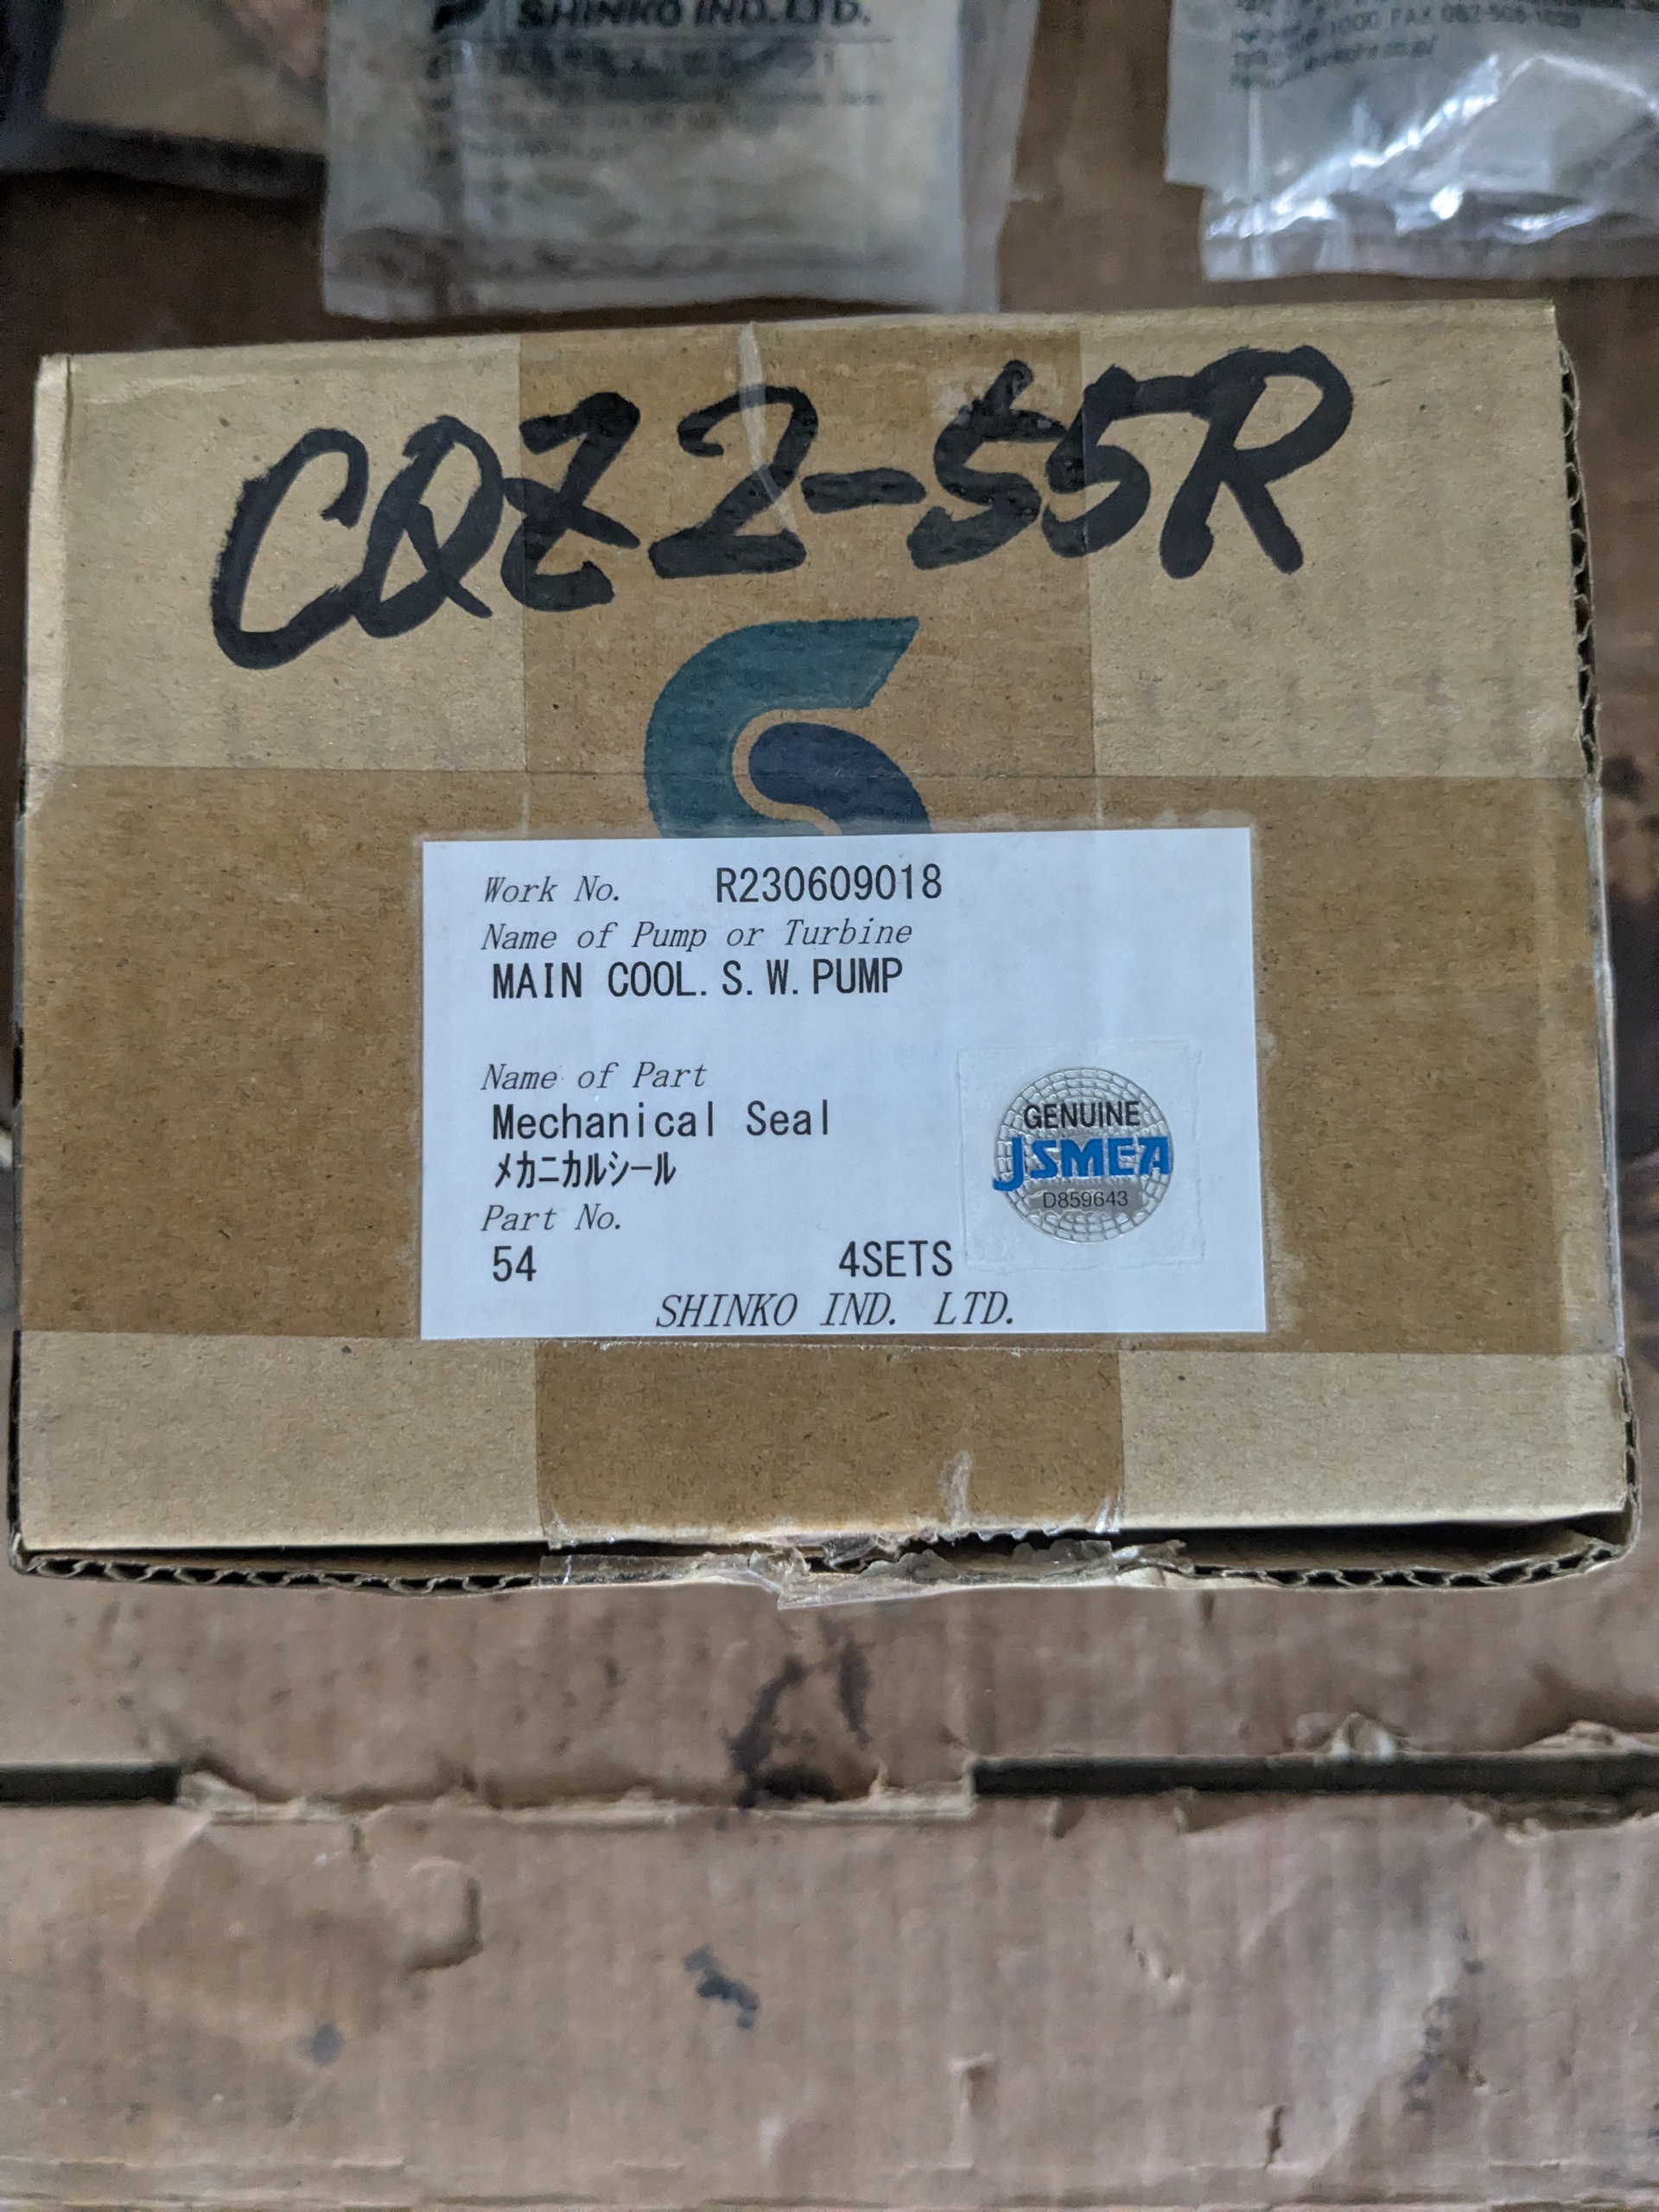 SHINKO IND. LTD.
CQZ2-55R
Work No. R230609018
Name of Pump or Turbine
MAIN COOL. S. W. PUMP
Name of Part
Mechanical Seal
メカニカルシール
GENUINE
JSMEA
D859643
Part No.
54 4SETS
SHINKO IND. LTD.